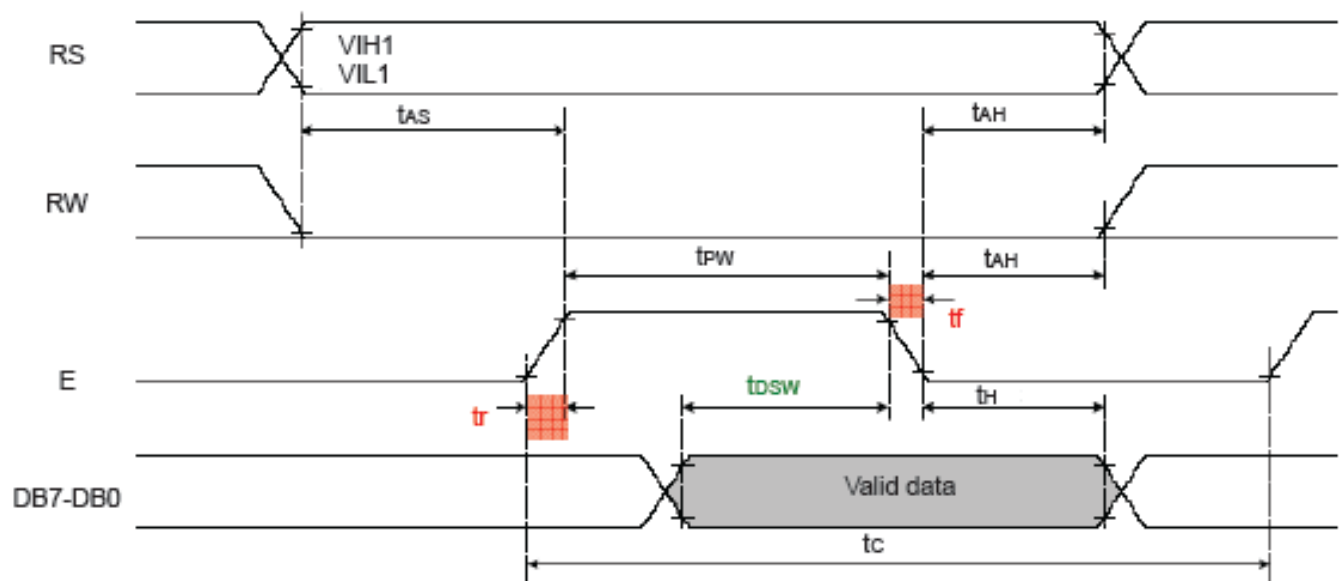 RS
VIH1
VIL1
tAS
tAH
RW
tPW
tAH
tf
E
tDSW
tH
tr
DB7-DB0
Valid data
tC